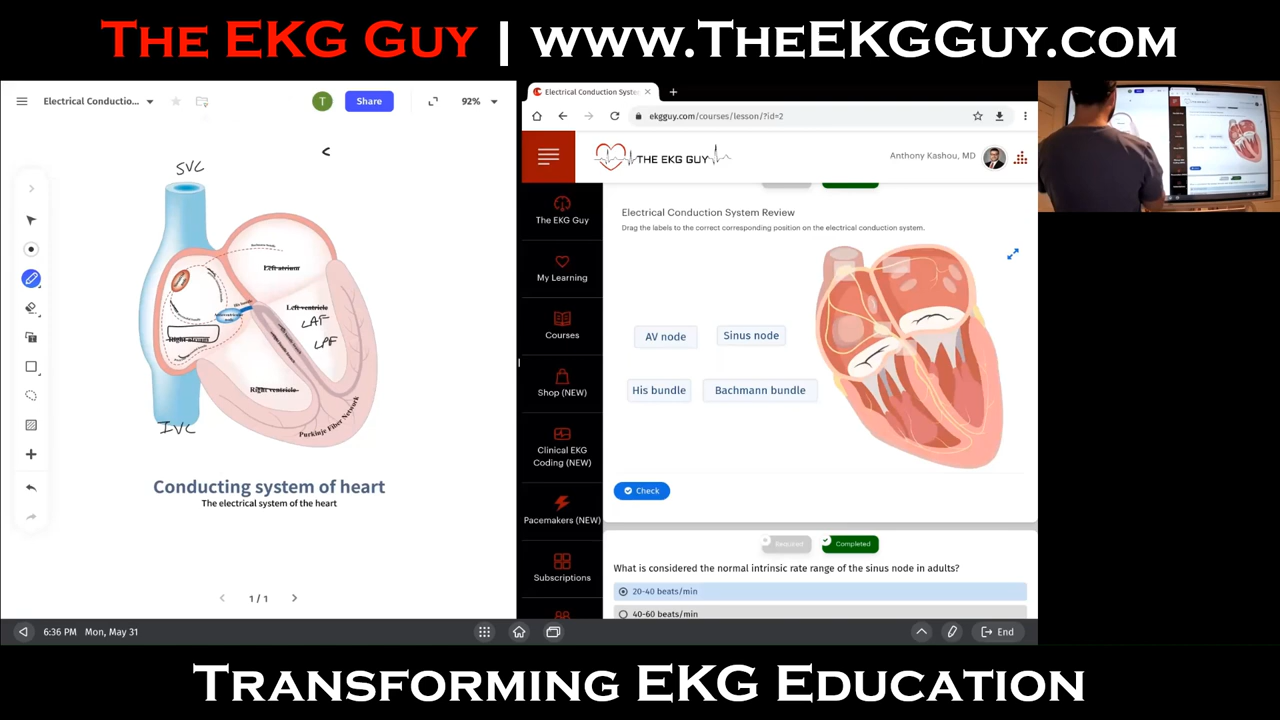 THE EKG GUY | WWW.THEEKGGUY.COM
Electrical Conductio...
T
Share
92%
SVC
Left atrium
Left ventricle
LAF
LPF
Right atrium
Right ventricle
Purkinje Fiber Network
IVC
Conducting system of heart
The electrical system of the heart
1 / 1
Electrical Conduction Syste
ekgguy.com/courses/lesson/?id=2
THE EKG GUY
Anthony Kashou, MD
The EKG Guy
My Learning
Courses
Shop (NEW)
Clinical EKG
Coding (NEW)
Pacemakers (NEW)
Subscriptions
Electrical Conduction System Review
Drag the labels to the correct corresponding position on the electrical conduction system.
AV node
Sinus node
His bundle
Bachmann bundle
Check
Required
Completed
What is considered the normal intrinsic rate range of the sinus node in adults?
20-40 beats/min
40-60 beats/min
6:36 PM Mon, May 31
End
TRANSFORMING EKG EDUCATION